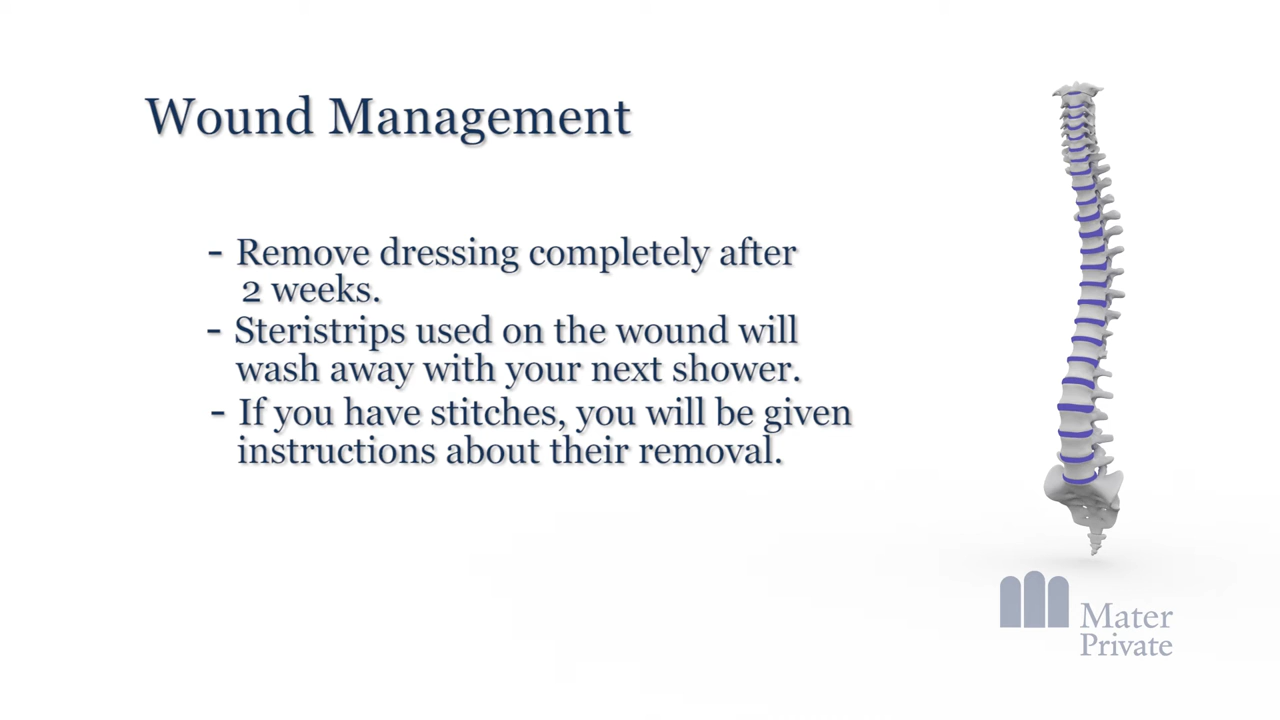 Wound Management
- Remove dressing completely after
2 weeks.
- Steristrips used on the wound will
wash away with your next shower.
- If you have stitches, you will be given
instructions about their removal.
Mater
Private